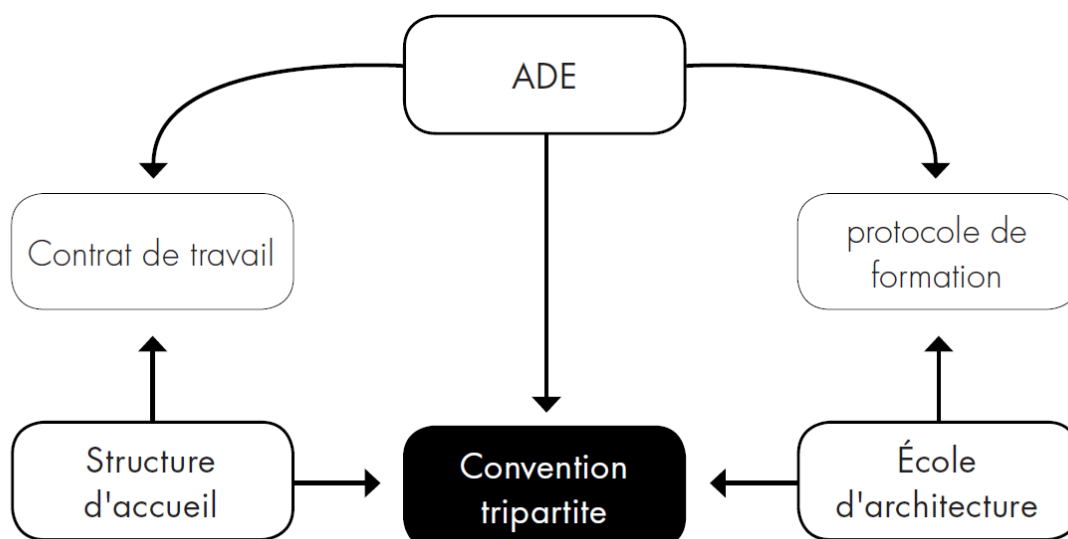 ADE
Contrat de travail
protocole de
formation
Structure
d'accueil
Convention
tripartite
École
d'architecture